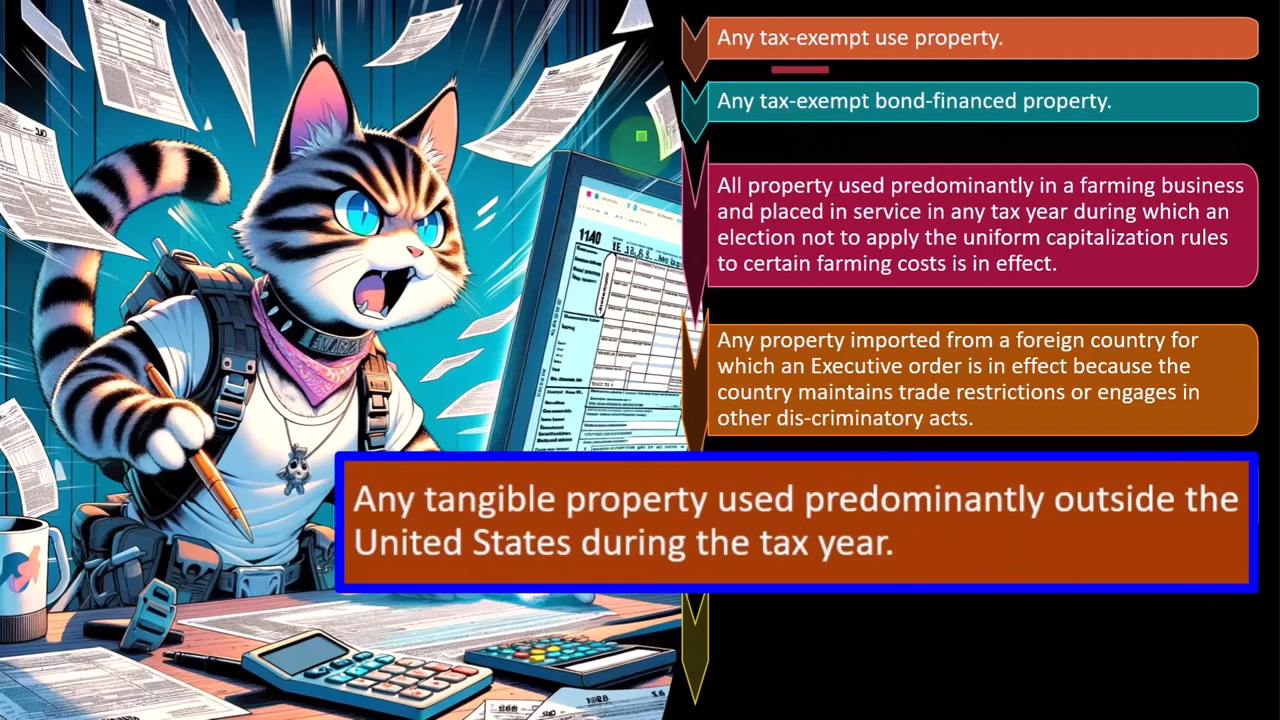 Any tax-exempt use property.
Any tax-exempt bond-financed property.
All property used predominantly in a farming business
and placed in service in any tax year during which an
election not to apply the uniform capitalization rules
to certain farming costs is in effect.
Any property imported from a foreign country for
which an Executive order is in effect because the
country maintains trade restrictions or engages in
other dis-criminatory acts.
Any tangible property used predominantly outside the
United States during the tax year.
1140